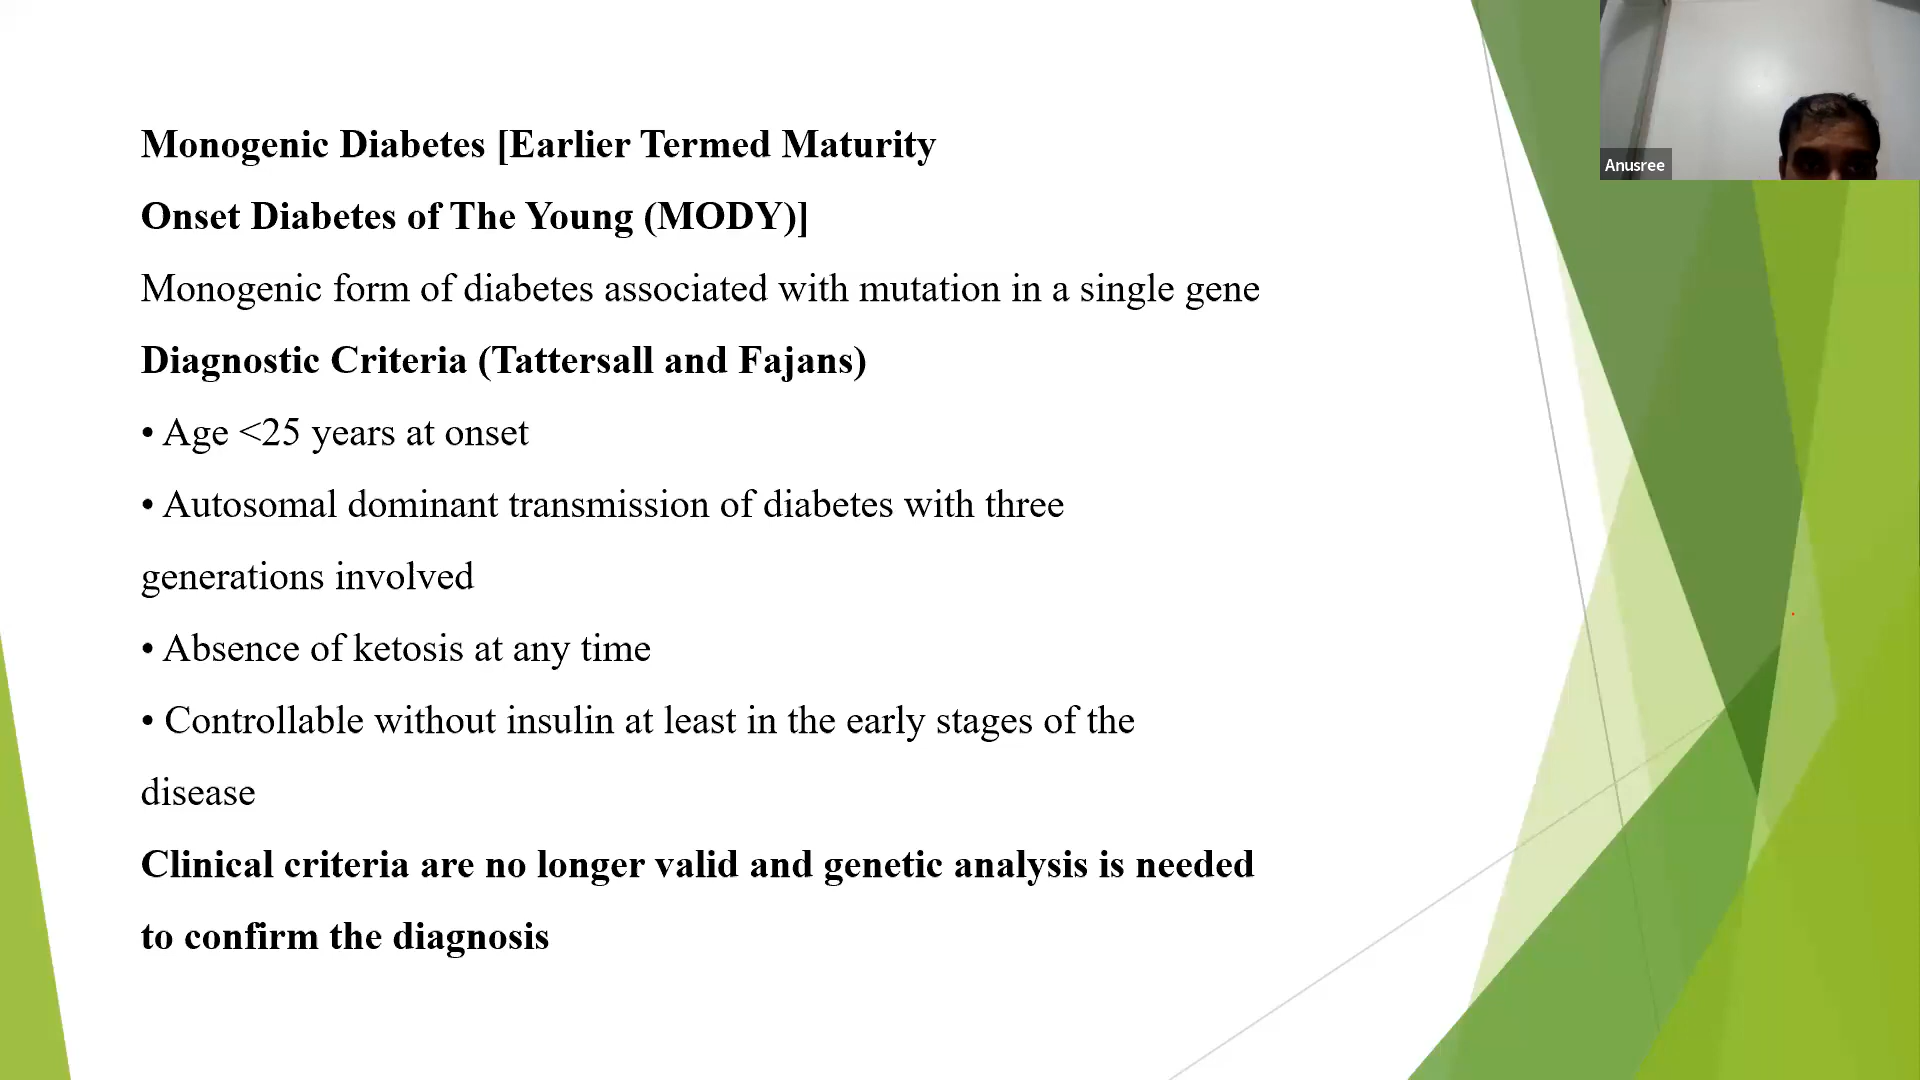 Monogenic Diabetes [Earlier Termed Maturity
Onset Diabetes of The Young (MODY)]
Monogenic form of diabetes associated with mutation in a single gene
Diagnostic Criteria (Tattersall and Fajans)
• Age <25 years at onset
• Autosomal dominant transmission of diabetes with three
generations involved
• Absence of ketosis at any time
• Controllable without insulin at least in the early stages of the
disease
Clinical criteria are no longer valid and genetic analysis is needed
to confirm the diagnosis
Anusree